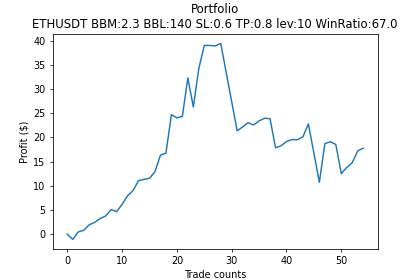 Portfolio
ETHUSDT BBM:2.3 BBL:140 SL:0.6 TP:0.8 lev:10 WinRatio:67.0
40
35
30
25
20
15
10
5
0
Profit ($)
0 10 20 30 40 50
Trade counts